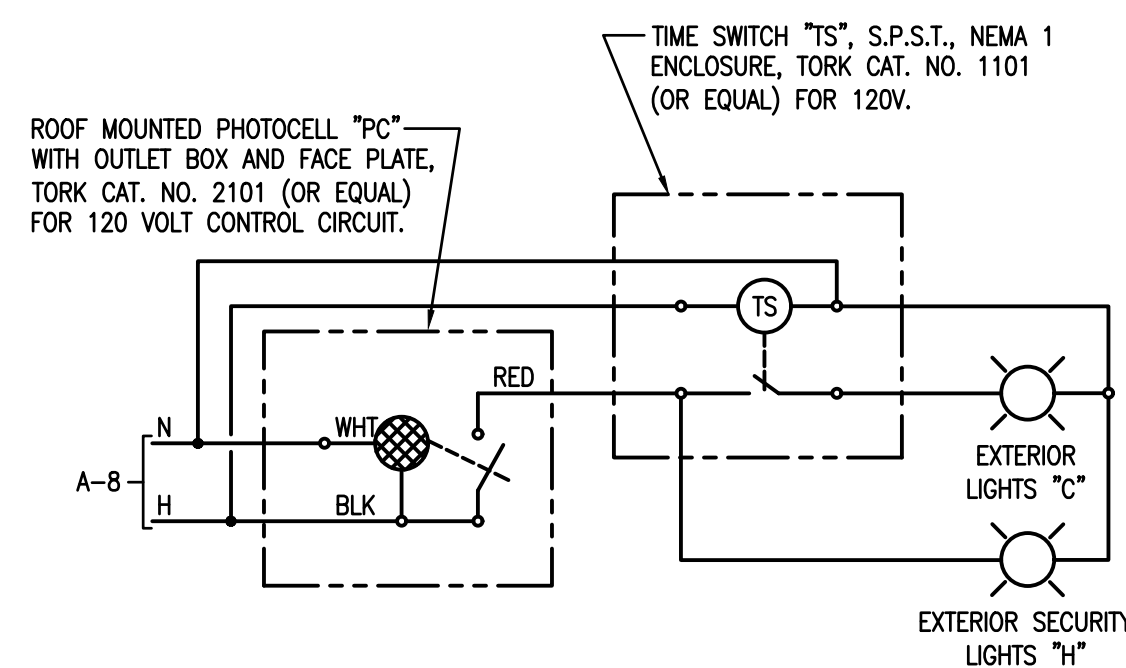 TIME SWITCH "TS", S.P.S.T., NEMA 1
ENCLOSURE, TORK CAT. NO. 1101
(OR EQUAL) FOR 120V.
ROOF MOUNTED PHOTOCELL "PC"
WITH OUTLET BOX AND FACE PLATE,
TORK CAT. NO. 2101 (OR EQUAL)
FOR 120 VOLT CONTROL CIRCUIT.
TS
RED
N
WHT
A-8
H
BLK
EXTERIOR
LIGHTS "C"
EXTERIOR SECURITY
LIGHTS "H"